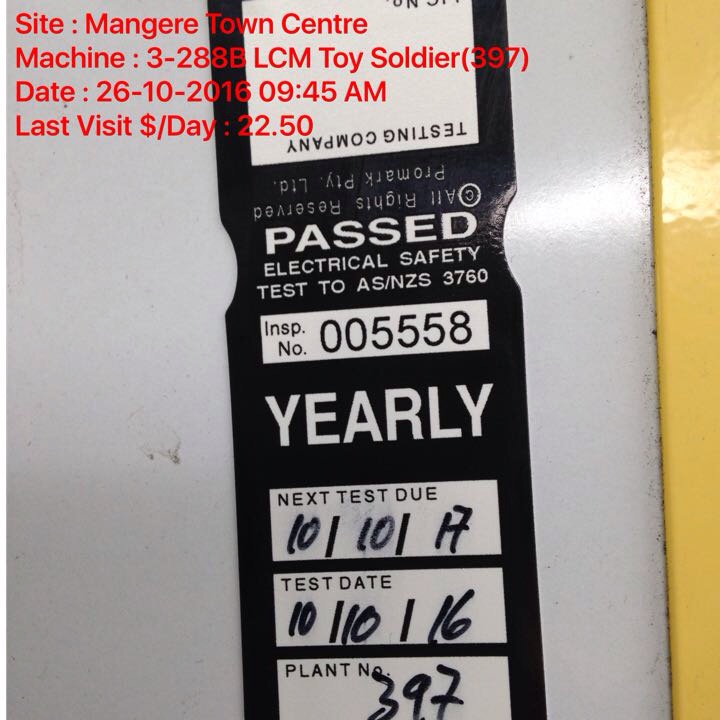 Site : Mangere Town Centre
Machine : 3-288B LCM Toy Soldier(397)
Date : 26-10-2016 09:45 AM
Last Visit $/Day : 22.50
LIC No.
TESTING COMPANY
©All Rights Reserved
Promark Pty. Ltd.
PASSED
ELECTRICAL SAFETY
TEST TO AS/NZS 3760
Insp. No. 005558
YEARLY
NEXT TEST DUE
10/10/17
TEST DATE
10/10/16
PLANT No.
397